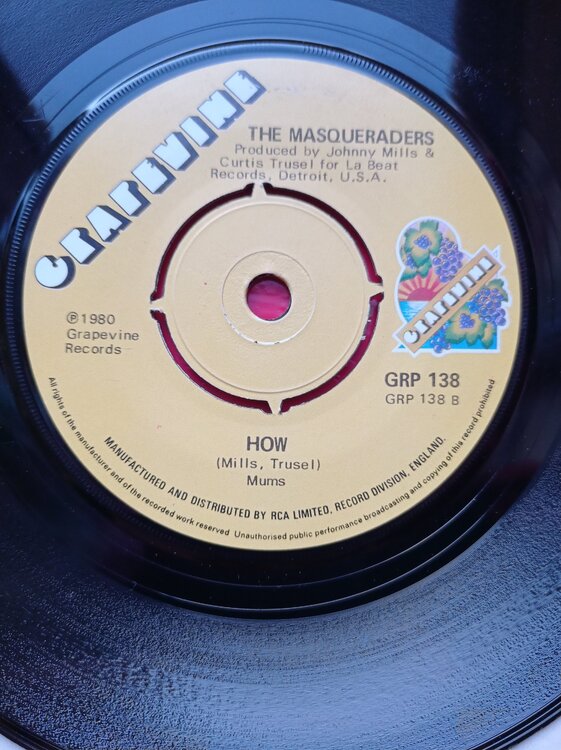 GRAPEVINE
THE MASQUERADERS
Produced by Johnny Mills &
Curtis Trusel for La Beat
Records, Detroit, U.S.A.
GRAPEVINE
℗1980
Grapevine
Records
GRP 138
GRP 138 B
HOW
(Mills, Trusel)
Mums
MANUFACTURED AND DISTRIBUTED BY RCA LIMITED, RECORD DIVISION, ENGLAND.
All rights of the manufacturer and of the recorded work reserved Unauthorised public performance broadcasting and copying of this record prohibited